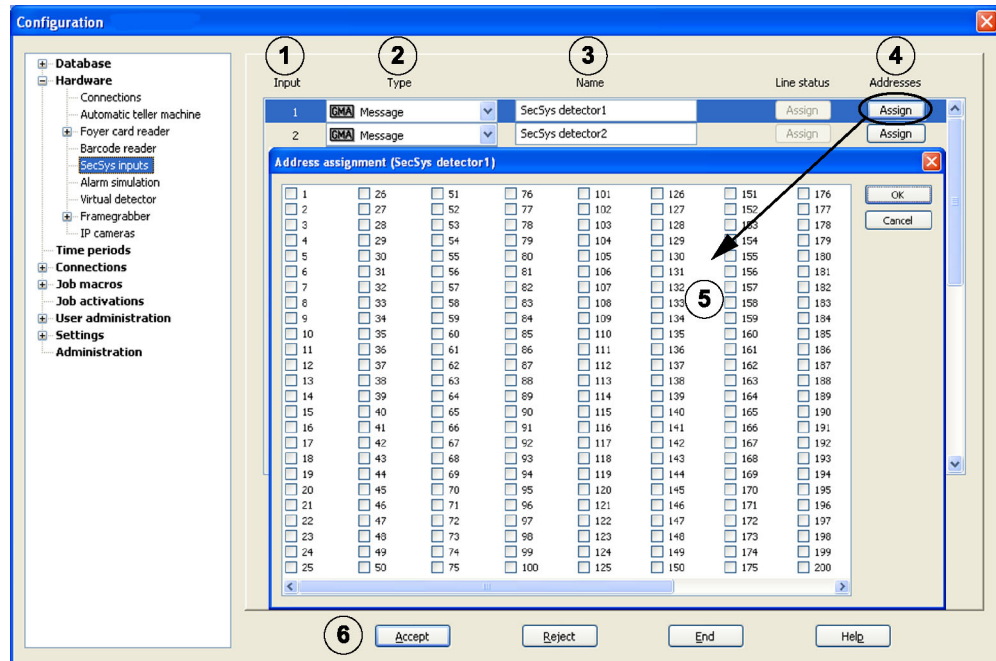 Configuration
Database
Hardware
Connections
Automatic teller machine
Foyer card reader
Barcode reader
SecSys inputs
Alarm simulation
Virtual detector
Framegrabber
IP cameras
Time periods
Connections
Job macros
Job activations
User administration
Settings
Administration
1 2 3 4
Input Type Name Line status Addresses
1 GMA Message SecSys detector1 Assign Assign
2 GMA Message SecSys detector2 Assign Assign
Address assignment (SecSys detector1)
1 26 51 76 101 126 151 176 OK
2 27 52 77 102 127 152 177
3 28 53 78 103 128 153 178 Cancel
4 29 54 79 104 129 154 179
5 30 55 80 105 130 155 180
6 31 56 81 106 131 156 181
7 32 57 82 107 132 157 182
5
8 33 58 83 108 133 158 183
9 34 59 84 109 134 159 184
10 35 60 85 110 135 160 185
11 36 61 86 111 136 161 186
12 37 62 87 112 137 162 187
13 38 63 88 113 138 163 188
14 39 64 89 114 139 164 189
15 40 65 90 115 140 165 190
16 41 66 91 116 141 166 191
17 42 67 92 117 142 167 192
18 43 68 93 118 143 168 193
19 44 69 94 119 144 169 194
20 45 70 95 120 145 170 195
21 46 71 96 121 146 171 196
22 47 72 97 122 147 172 197
23 48 73 98 123 148 173 198
24 49 74 99 124 149 174 199
25 50 75 100 125 150 175 200
6 Accept Reject End Help